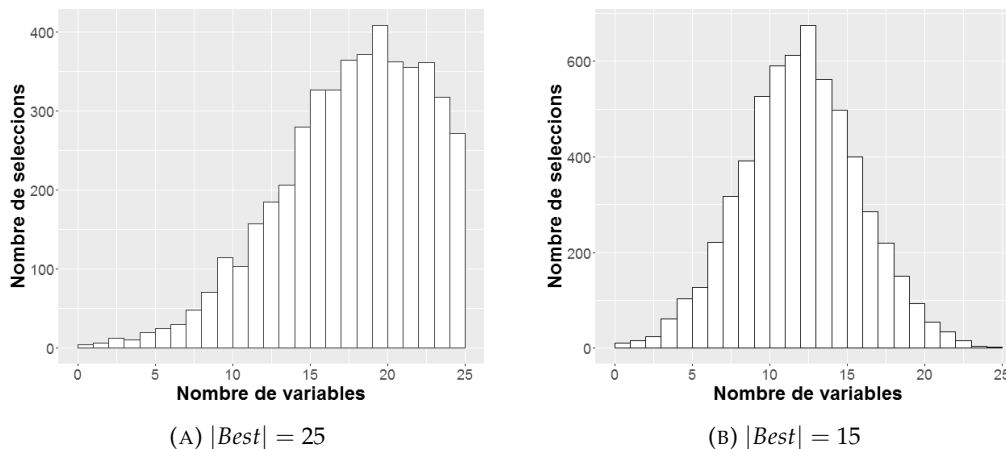 Nombre de seleccions
400
300
200
100
0
0 5 10 15 20 25
Nombre de variables
(A) |Best| = 25
Nombre de seleccions
600
400
200
0
0 5 10 15 20 25
Nombre de variables
(B) |Best| = 15